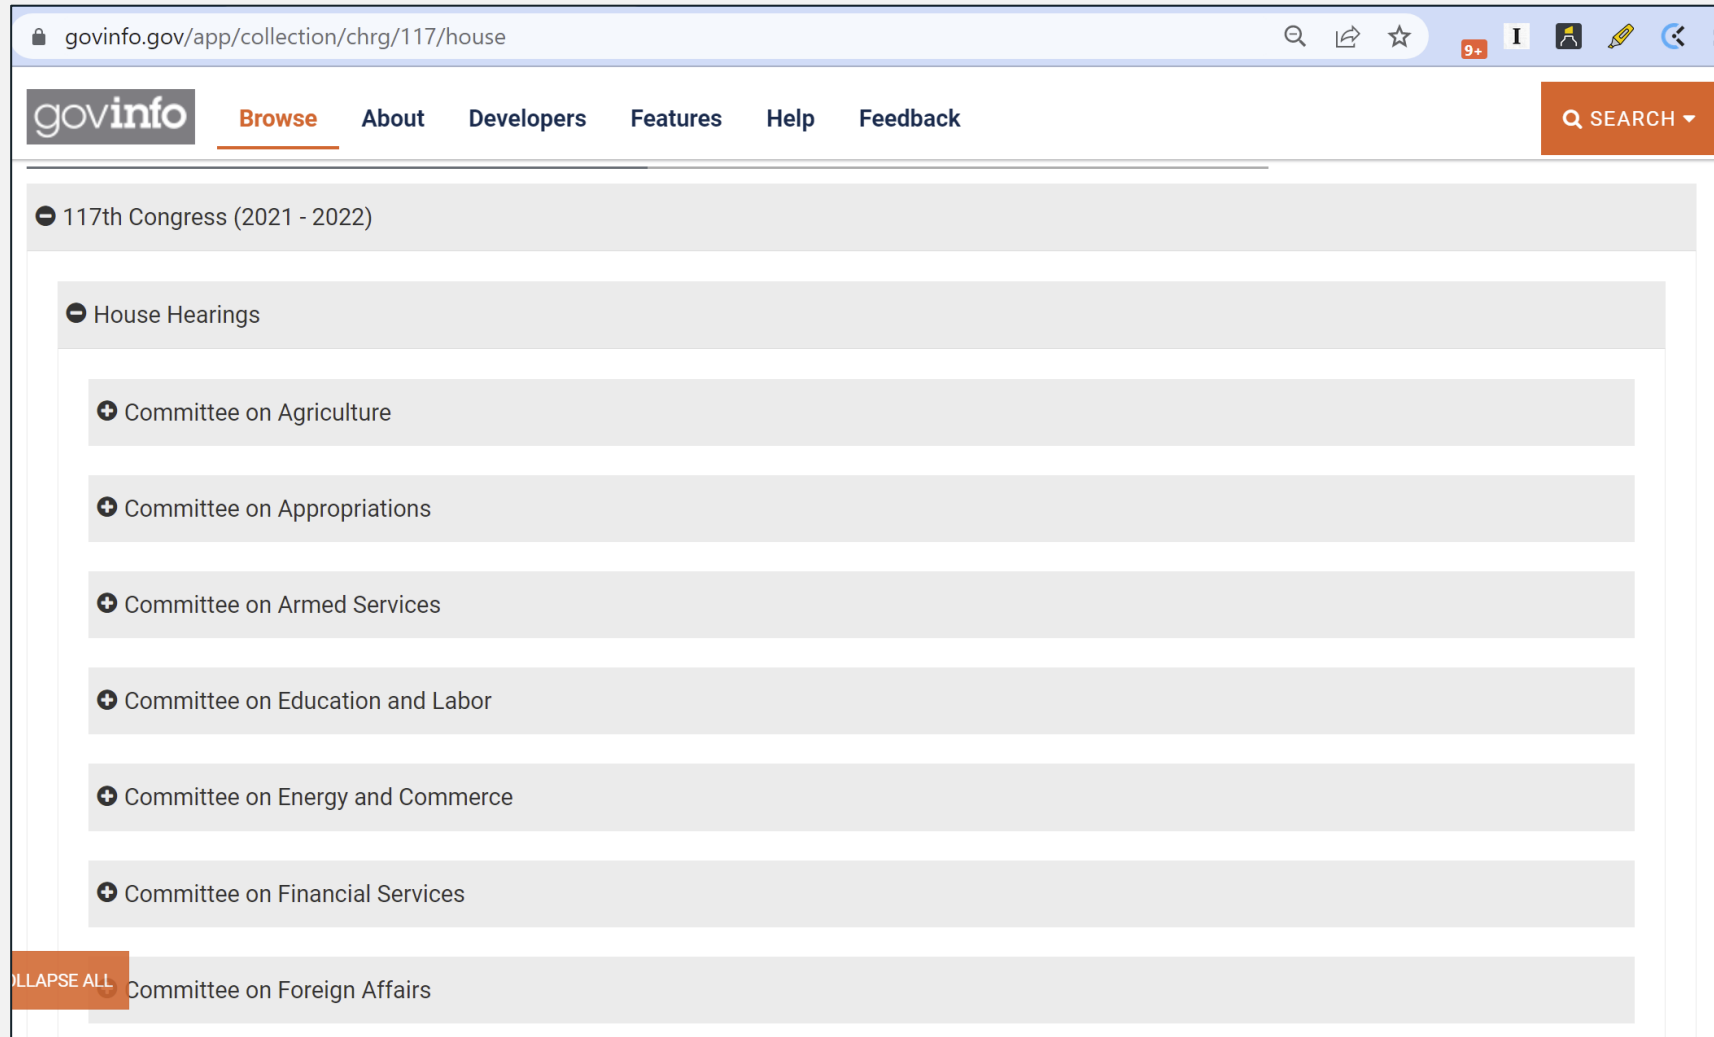 govinfo.gov/app/collection/chrg/117/house
9+
I
govinfo
Browse
About
Developers
Features
Help
Feedback
SEARCH
117th Congress (2021 - 2022)
House Hearings
Committee on Agriculture
Committee on Appropriations
Committee on Armed Services
Committee on Education and Labor
Committee on Energy and Commerce
Committee on Financial Services
OLLAPSE ALL
Committee on Foreign Affairs